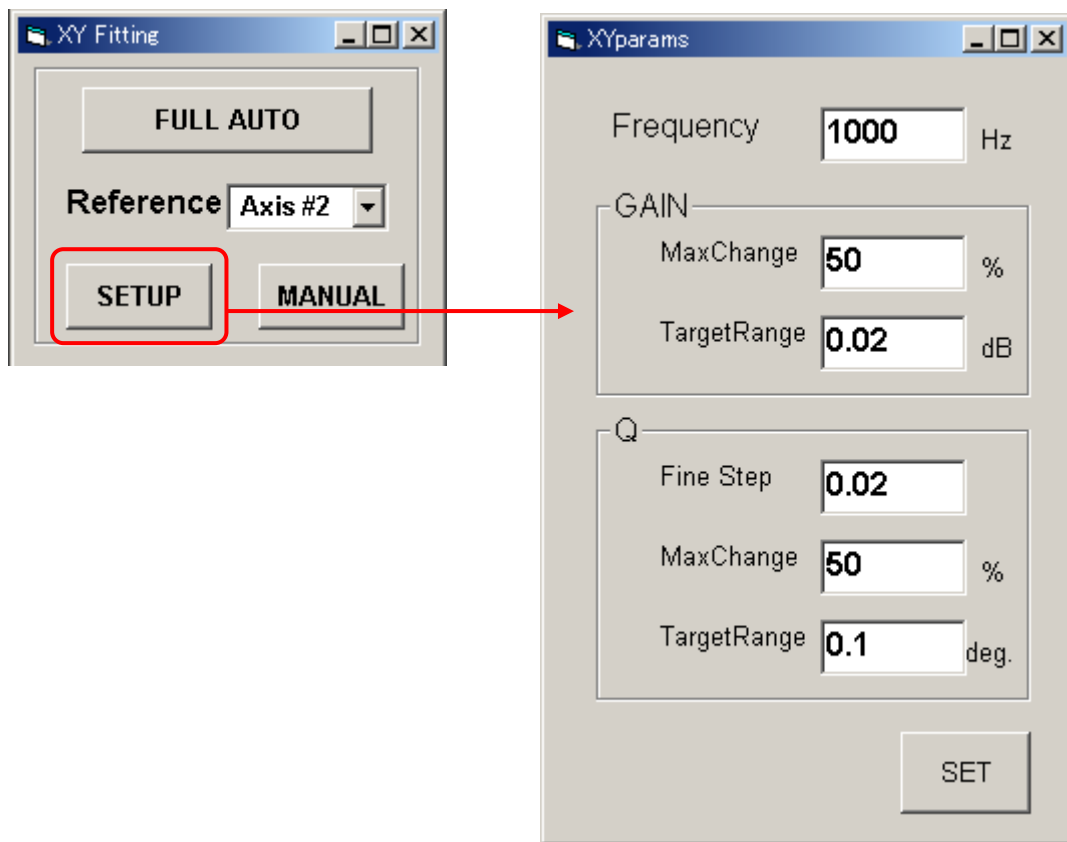 XY Fitting
FULL AUTO
Reference Axis #2
SETUP MANUAL
XYparams
Frequency 1000 Hz
GAIN
MaxChange 50 %
TargetRange 0.02 dB
Q
Fine Step 0.02
MaxChange 50 %
TargetRange 0.1 deg.
SET